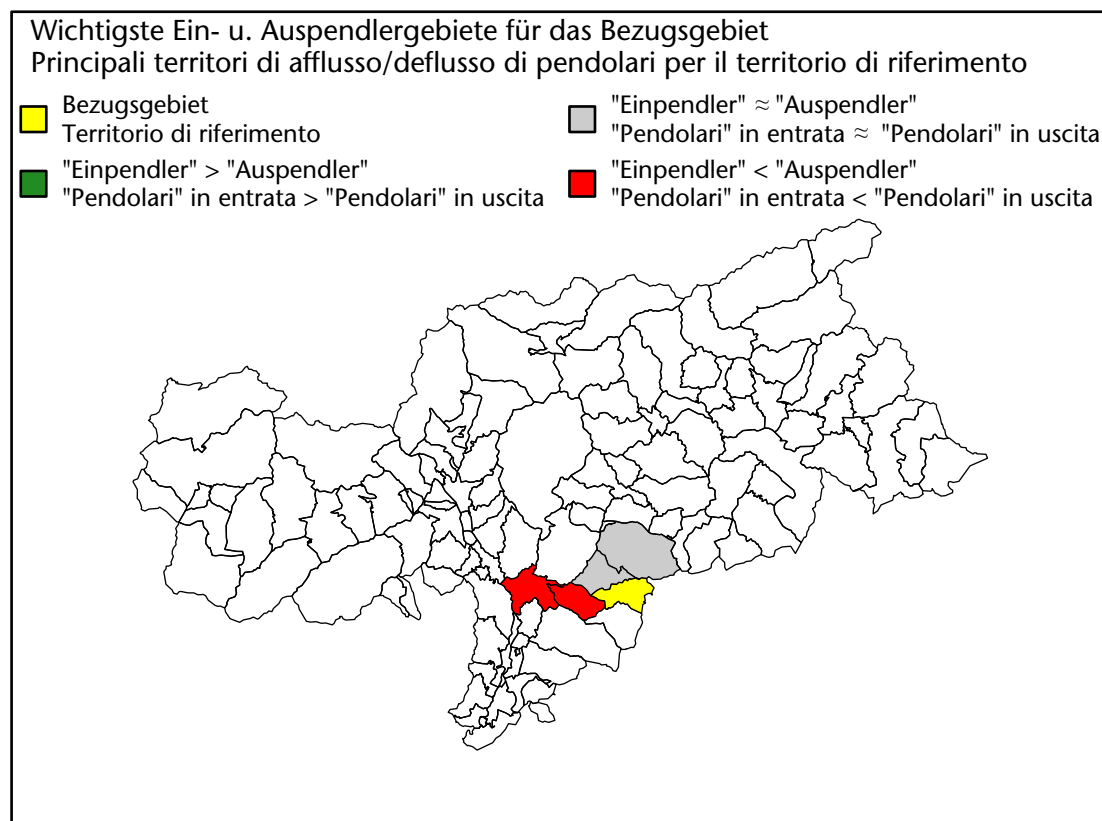 Wichtigste Ein- u. Auspendlergebiete für das Bezugsgebiet
Principali territori di afflusso/deflusso di pendolari per il territorio di riferimento
Bezugsgebiet
Territorio di riferimento
"Einpendler" > "Auspendler"
"Pendolari" in entrata > "Pendolari" in uscita
"Einpendler" ≈ "Auspendler"
"Pendolari" in entrata ≈ "Pendolari" in uscita
"Einpendler" < "Auspendler"
"Pendolari" in entrata < "Pendolari" in uscita